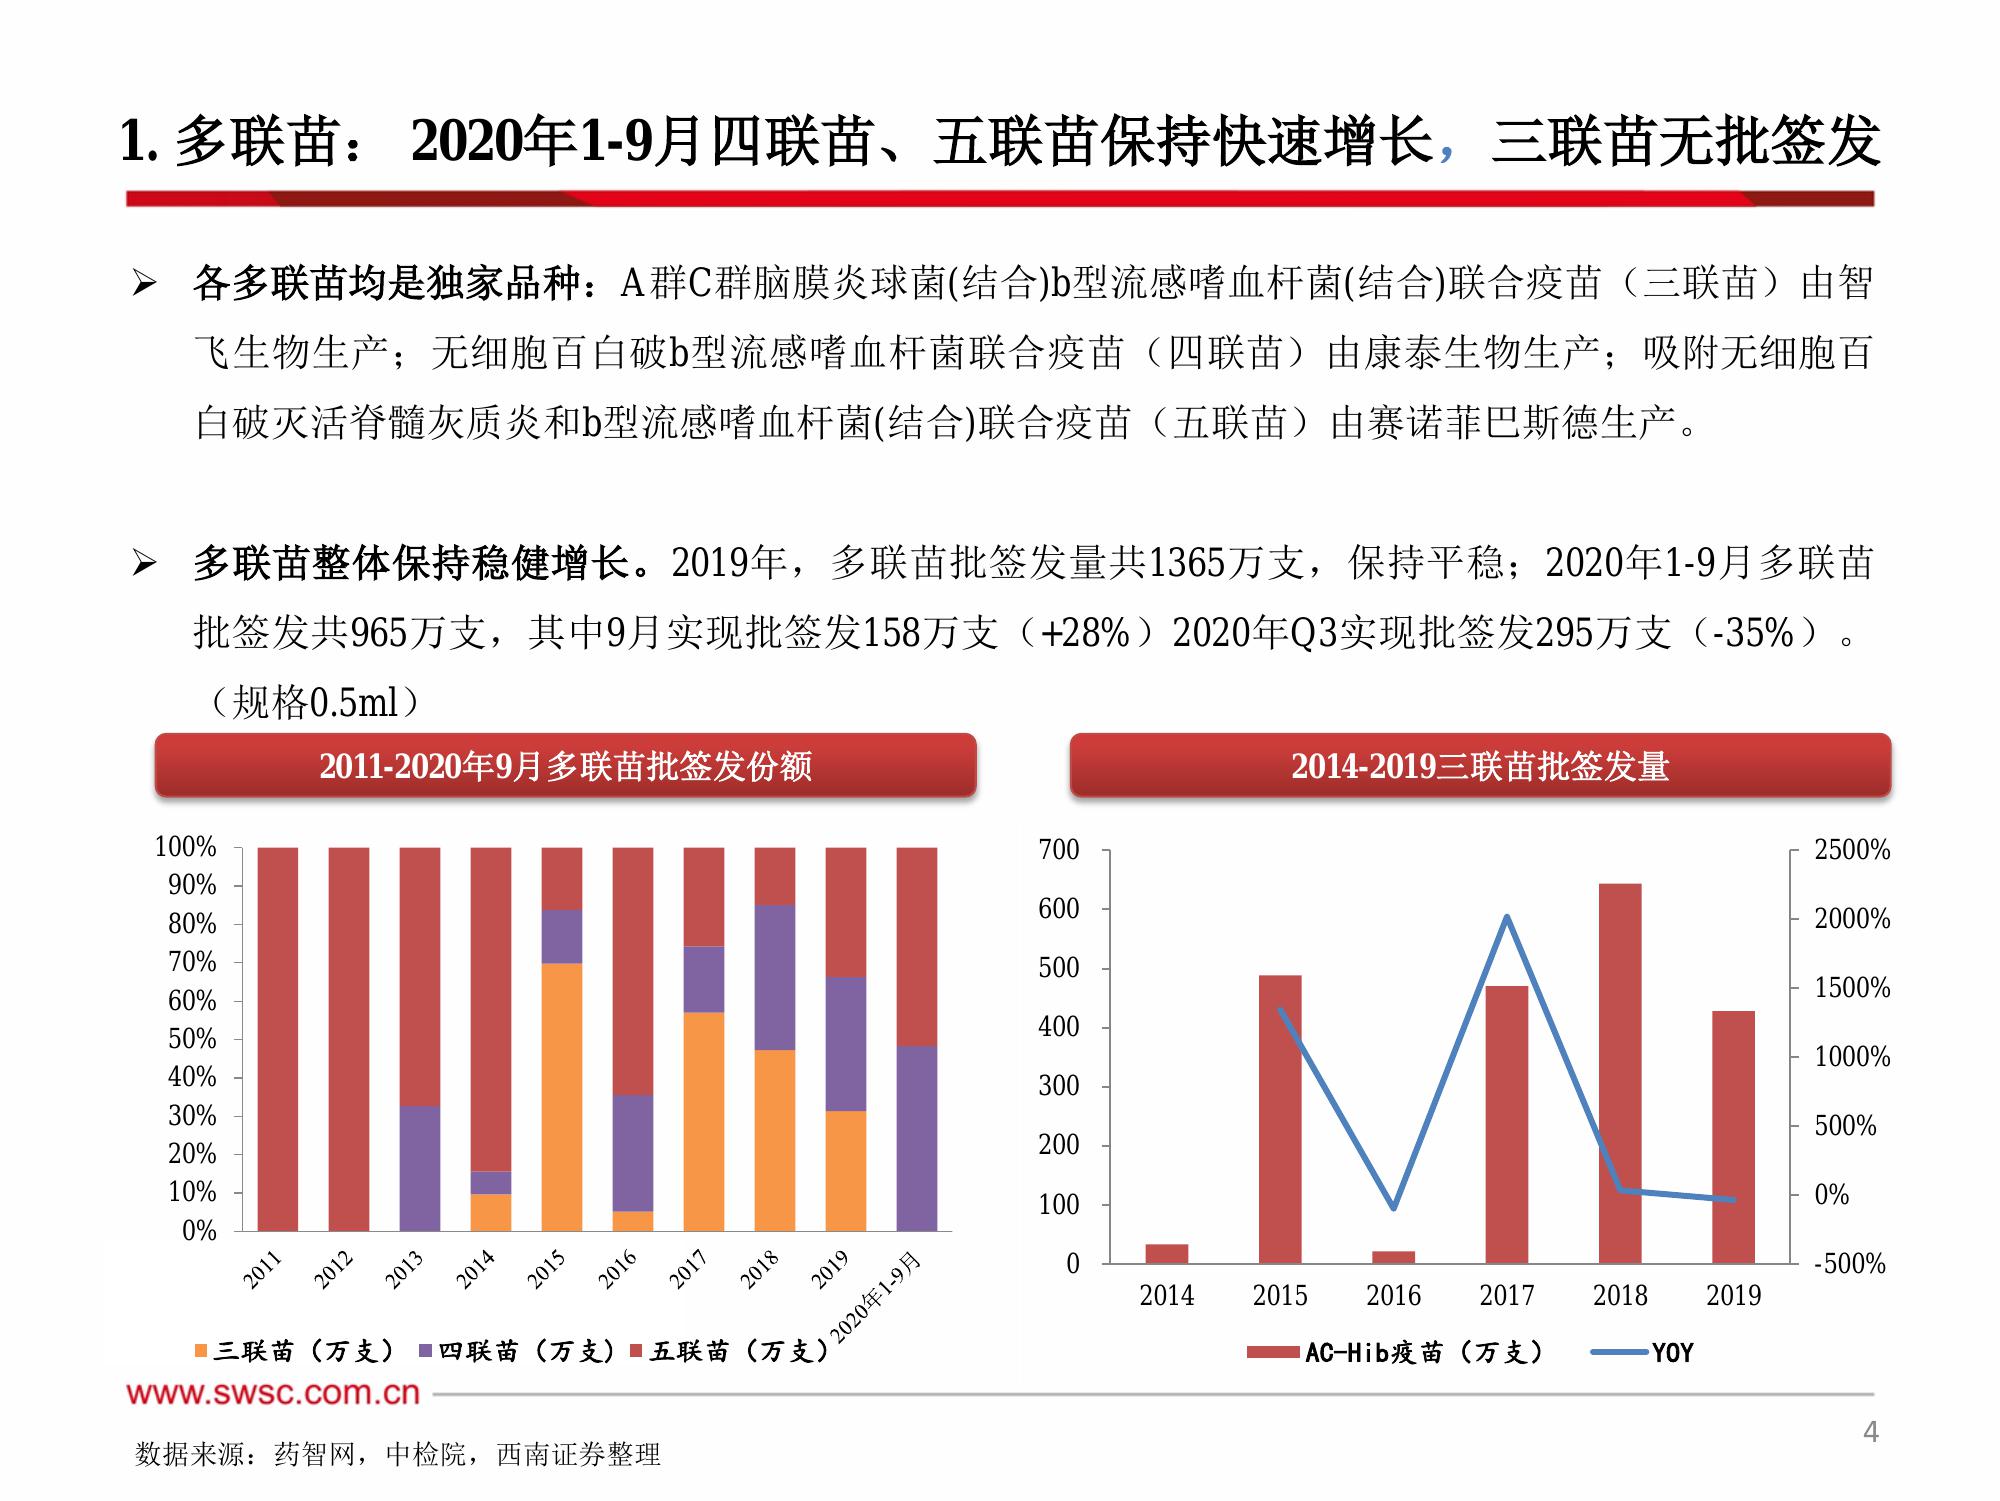 1. 多联苗： 2020年1-9月四联苗、五联苗保持快速增长，三联苗无批签发
➢ 各多联苗均是独家品种：A群C群脑膜炎球菌(结合)b型流感嗜血杆菌(结合)联合疫苗（三联苗）由智
飞生物生产；无细胞百白破b型流感嗜血杆菌联合疫苗（四联苗）由康泰生物生产；吸附无细胞百
白破灭活脊髓灰质炎和b型流感嗜血杆菌(结合)联合疫苗（五联苗）由赛诺菲巴斯德生产。
➢ 多联苗整体保持稳健增长。2019年，多联苗批签发量共1365万支，保持平稳；2020年1-9月多联苗
批签发共965万支，其中9月实现批签发158万支（+28%）2020年Q3实现批签发295万支（-35%）。
（规格0.5ml）
2011-2020年9月多联苗批签发份额
100%
90%
80%
70%
60%
50%
40%
30%
20%
10%
0%
2011 2012 2013 2014 2015 2016 2017 2018 2019 2020年1-9月
三联苗（万支） 四联苗（万支） 五联苗（万支）
2014-2019三联苗批签发量
700
600
500
400
300
200
100
0
2500%
2000%
1500%
1000%
500%
0%
-500%
2014 2015 2016 2017 2018 2019
AC-Hib疫苗（万支） YOY
www.swsc.com.cn
4
数据来源：药智网，中检院，西南证券整理